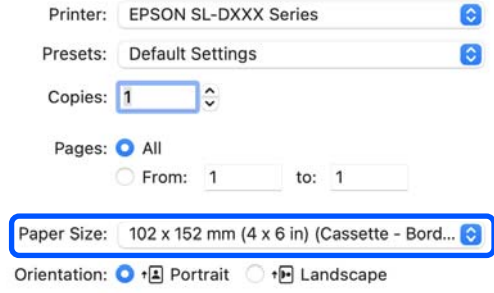 Printer: EPSON SL-DXXX Series
Presets: Default Settings
Copies: 1
Pages: All
From: 1 to: 1
Paper Size: 102 x 152 mm (4 x 6 in) (Cassette - Bord...
Orientation: Portrait Landscape